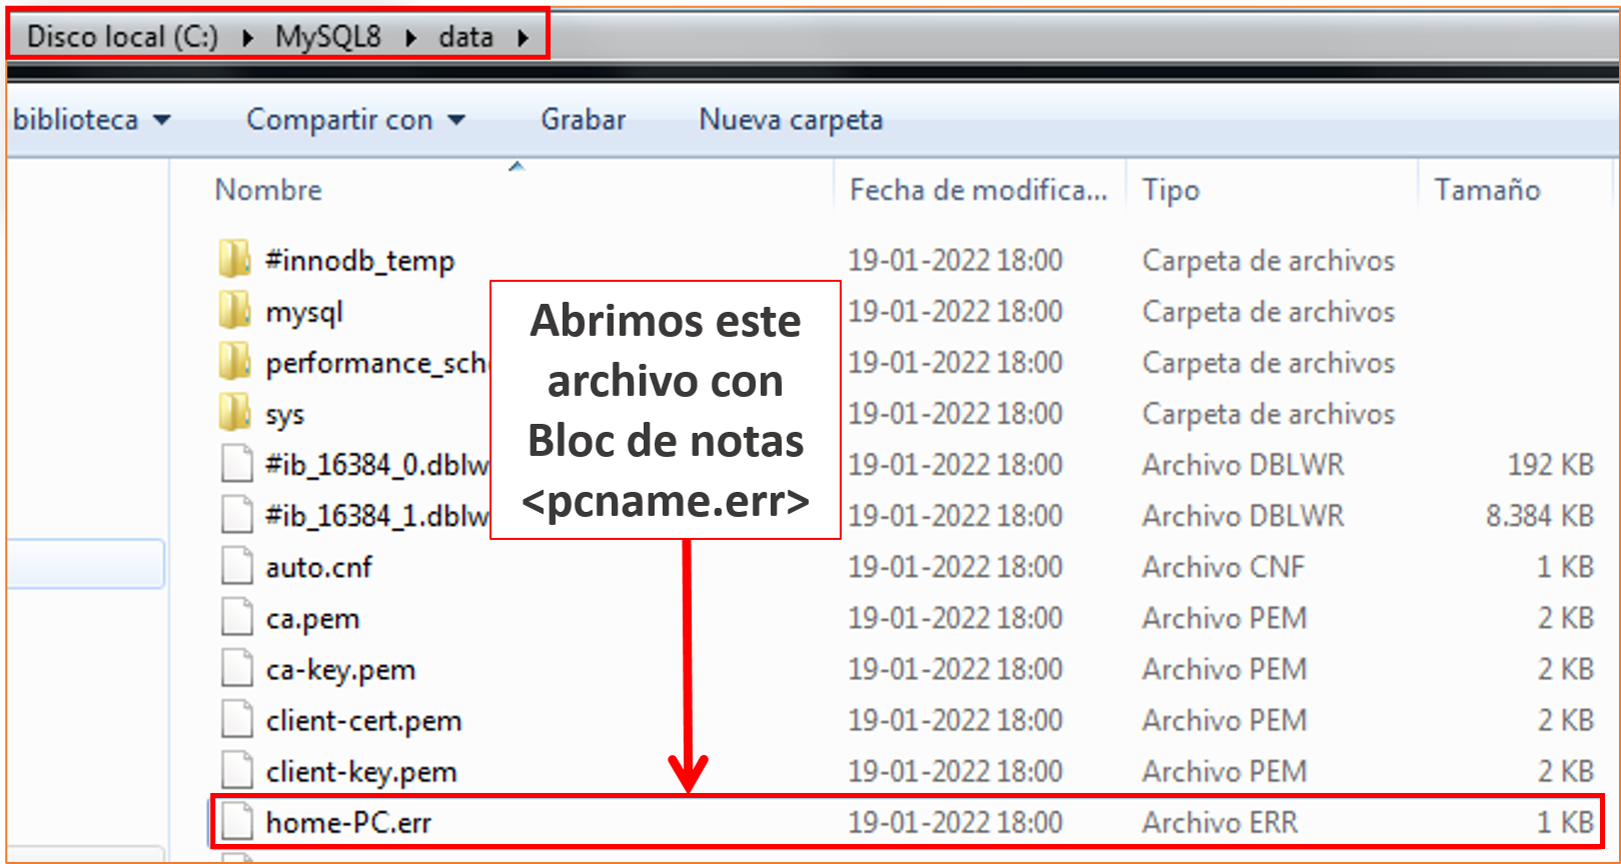 Disco local (C:) ▸ MySQL8 ▸ data ▸
biblioteca Compartir con Grabar Nueva carpeta
Nombre Fecha de modifica... Tipo Tamaño
#innodb_temp 19-01-2022 18:00 Carpeta de archivos
mysql 19-01-2022 18:00 Carpeta de archivos
performance_sch 19-01-2022 18:00 Carpeta de archivos
sys 19-01-2022 18:00 Carpeta de archivos
#ib_16384_0.dblw 19-01-2022 18:00 Archivo DBLWR 192 KB
#ib_16384_1.dblw 19-01-2022 18:00 Archivo DBLWR 8.384 KB
auto.cnf 19-01-2022 18:00 Archivo CNF 1 KB
ca.pem 19-01-2022 18:00 Archivo PEM 2 KB
ca-key.pem 19-01-2022 18:00 Archivo PEM 2 KB
client-cert.pem 19-01-2022 18:00 Archivo PEM 2 KB
client-key.pem 19-01-2022 18:00 Archivo PEM 2 KB
home-PC.err 19-01-2022 18:00 Archivo ERR 1 KB
Abrimos este
archivo con
Bloc de notas
<pcname.err>